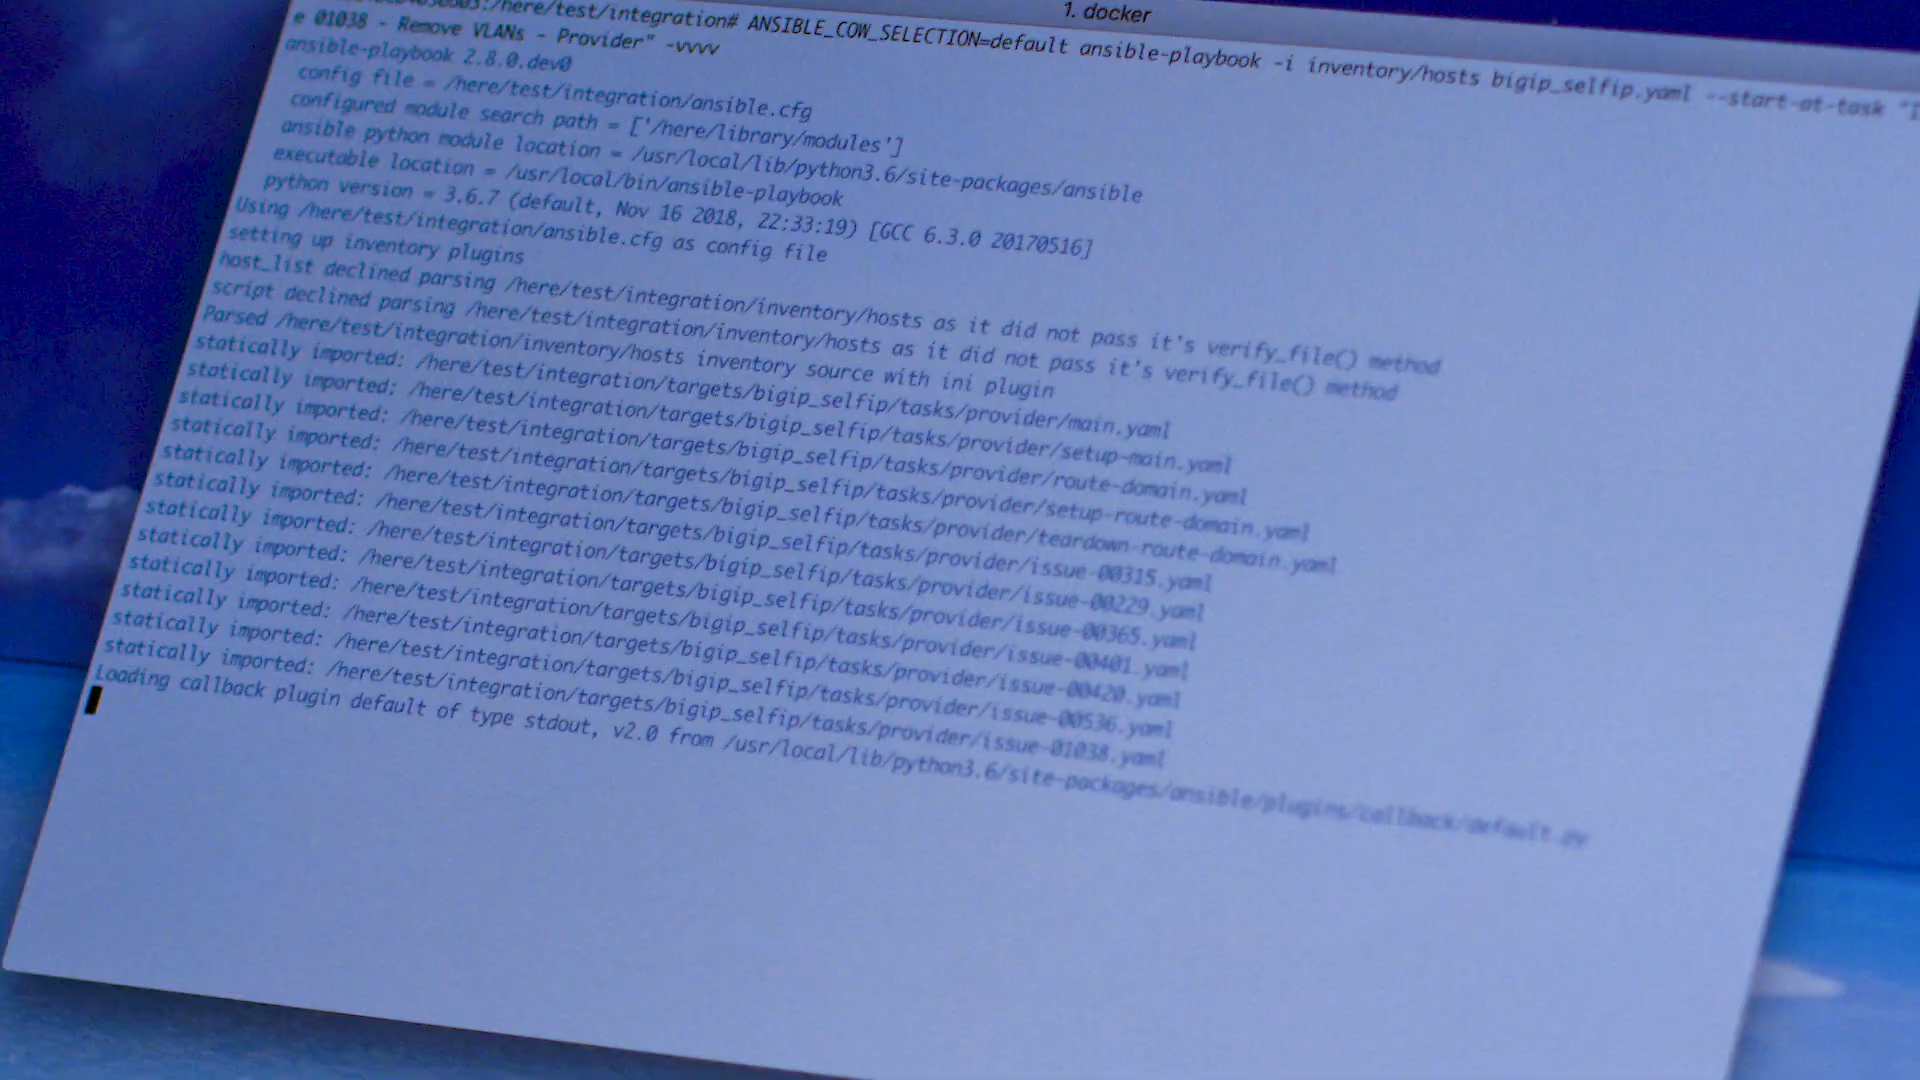 1. docker
:/here/test/integration# ANSIBLE_COW_SELECTION=default ansible-playbook -i inventory/hosts bigip_selfip.yaml --start-at-task "I
e 01038 - Remove VLANs - Provider" -vvvv
ansible-playbook 2.8.0.dev0
config file = /here/test/integration/ansible.cfg
configured module search path = ['/here/library/modules']
ansible python module location = /usr/local/lib/python3.6/site-packages/ansible
executable location = /usr/local/bin/ansible-playbook
python version = 3.6.7 (default, Nov 16 2018, 22:33:19) [GCC 6.3.0 20170516]
Using /here/test/integration/ansible.cfg as config file
setting up inventory plugins
host_list declined parsing /here/test/integration/inventory/hosts as it did not pass it's verify_file() method
script declined parsing /here/test/integration/inventory/hosts as it did not pass it's verify_file() method
Parsed /here/test/integration/inventory/hosts inventory source with ini plugin
statically imported: /here/test/integration/targets/bigip_selfip/tasks/provider/main.yaml
statically imported: /here/test/integration/targets/bigip_selfip/tasks/provider/setup-main.yaml
statically imported: /here/test/integration/targets/bigip_selfip/tasks/provider/route-domain.yaml
statically imported: /here/test/integration/targets/bigip_selfip/tasks/provider/setup-route-domain.yaml
statically imported: /here/test/integration/targets/bigip_selfip/tasks/provider/teardown-route-domain.yaml
statically imported: /here/test/integration/targets/bigip_selfip/tasks/provider/issue-00315.yaml
statically imported: /here/test/integration/targets/bigip_selfip/tasks/provider/issue-00229.yaml
statically imported: /here/test/integration/targets/bigip_selfip/tasks/provider/issue-00365.yaml
statically imported: /here/test/integration/targets/bigip_selfip/tasks/provider/issue-00401.yaml
statically imported: /here/test/integration/targets/bigip_selfip/tasks/provider/issue-00420.yaml
statically imported: /here/test/integration/targets/bigip_selfip/tasks/provider/issue-00536.yaml
statically imported: /here/test/integration/targets/bigip_selfip/tasks/provider/issue-01038.yaml
Loading callback plugin default of type stdout, v2.0 from /usr/local/lib/python3.6/site-packages/ansible/plugins/callback/default.py